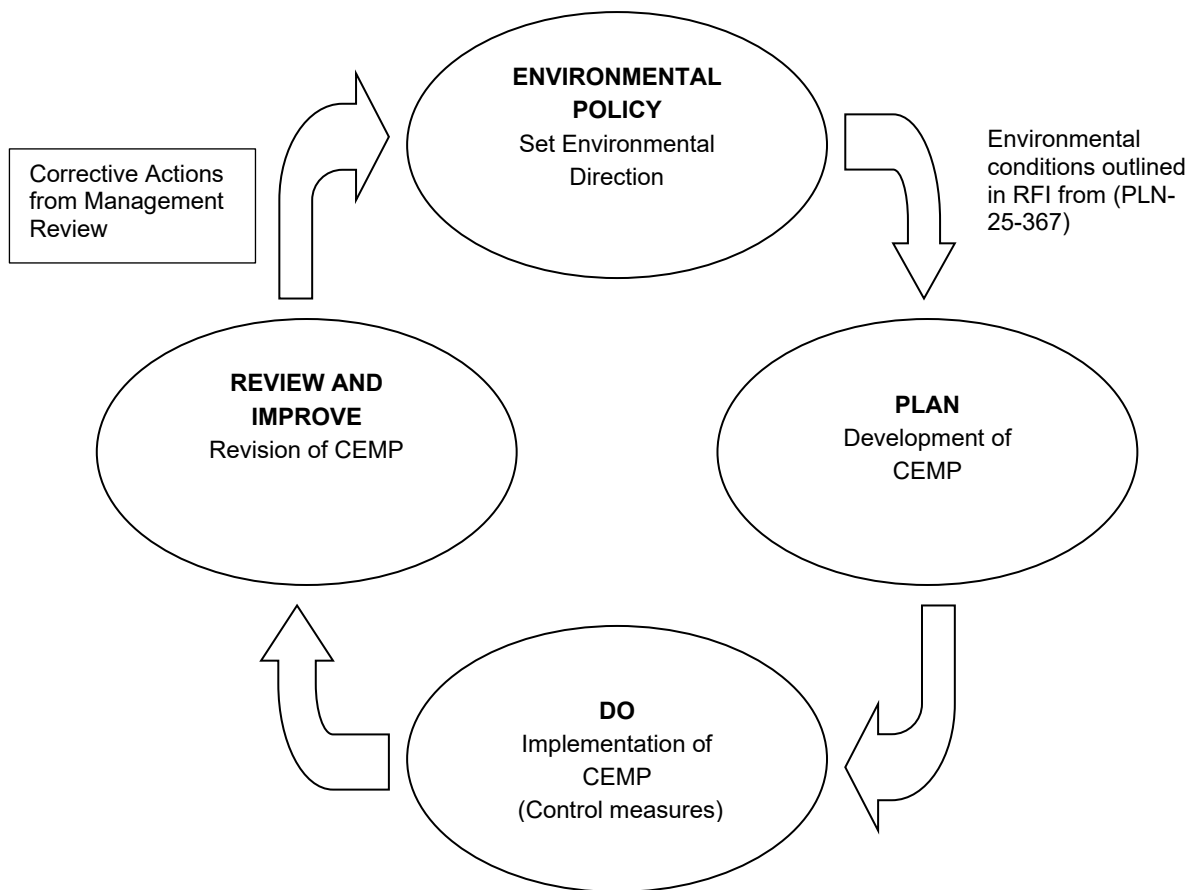 ENVIRONMENTAL
POLICY
Set Environmental
Direction
Environmental
conditions outlined
in RFI from (PLN-
25-367)
Corrective Actions
from Management
Review
REVIEW AND
IMPROVE
Revision of CEMP
PLAN
Development of
CEMP
DO
Implementation of
CEMP
(Control measures)